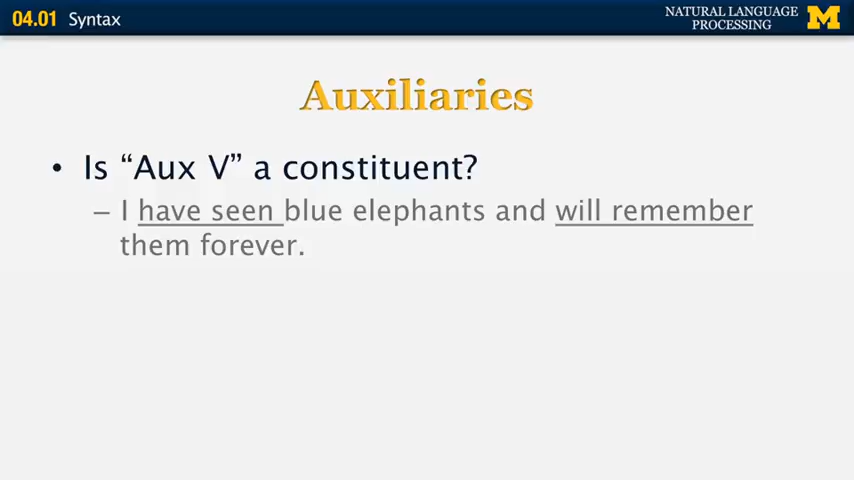 04.01 Syntax
NATURAL LANGUAGE
PROCESSING
M
Auxiliaries
• Is “Aux V” a constituent?
– I have seen blue elephants and will remember
them forever.